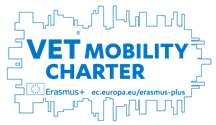 VET MOBILITY
CHARTER
Erasmus+ ec.europa.eu/erasmus-plus